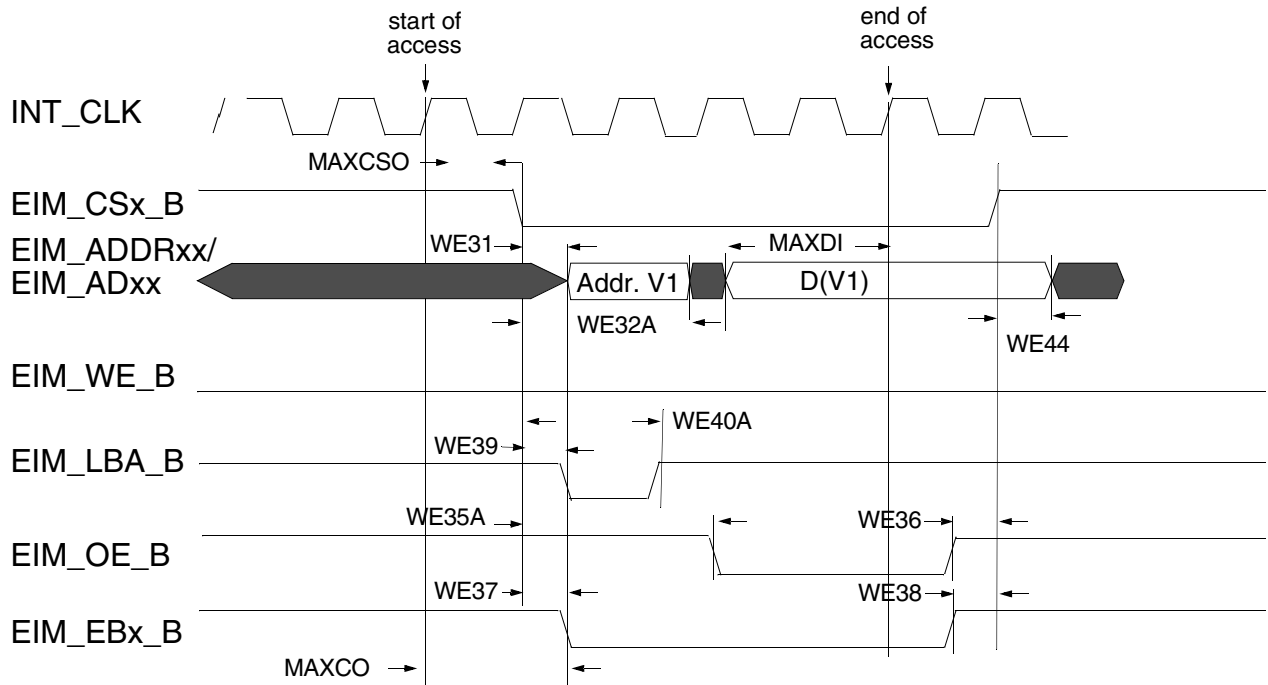 start of
access
end of
access
INT_CLK
MAXCSO
EIM_CSx_B
EIM_ADDRxx/
EIM_ADxx
WE31
MAXDI
Addr. V1
D(V1)
WE32A
WE44
EIM_WE_B
WE40A
WE39
EIM_LBA_B
WE35A
WE36
EIM_OE_B
WE37
WE38
EIM_EBx_B
MAXCO